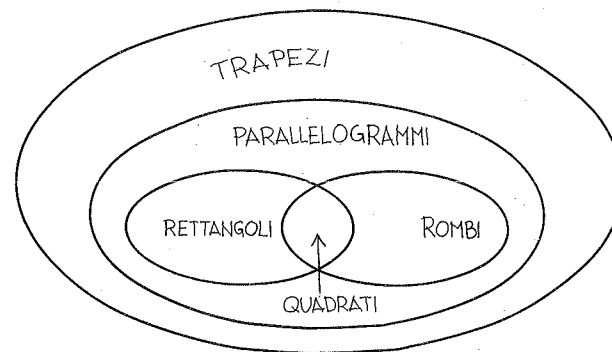 TRAPEZI
PARALLELOGRAMMI
RETTANGOLI
ROMBI
QUADRATI